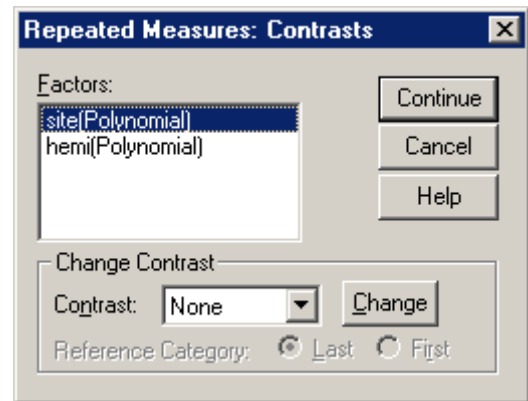 Repeated Measures: Contrasts
Factors:
site(Polynomial)
hemi(Polynomial)
Continue
Cancel
Help
Change Contrast
Contrast: None Change
Reference Category: Last First